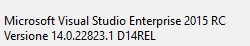 Microsoft Visual Studio Enterprise 2015 RC
Versione 14.0.22823.1 D14REL